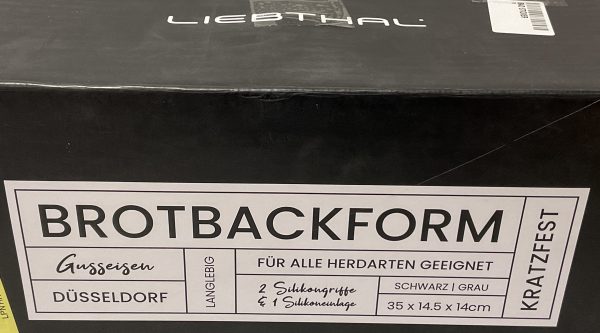 LIEBTHAL
BROTBACKFORM
Gusseisen
DÜSSELDORF
LANGLEBIG
FÜR ALLE HERDARTEN GEEIGNET
2 Silikongriffe
& 1 Silikoneinlage
SCHWARZ | GRAU
35 x 14.5 x 14cm
KRATZFEST